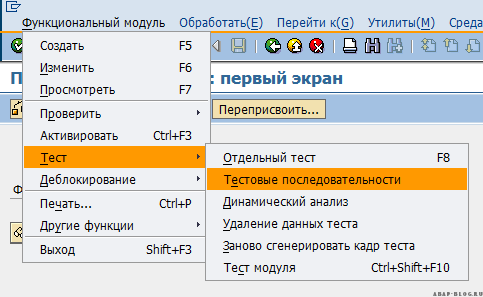 Функциональный модуль Обработать(E) Перейти к(G) Утилиты(M) Среда
П : первый экран
Переприсвоить...
Создать F5
Изменить F6
Просмотреть F7
Проверить
Активировать Ctrl+F3
Тест
Деблокирование
Печать... Ctrl+P
Другие функции
Выход Shift+F3
Отдельный тест F8
Тестовые последовательности
Динамический анализ
Удаление данных теста
Заново сгенерировать кадр теста
Тест модуля Ctrl+Shift+F10
ABAP-BLOG.RU